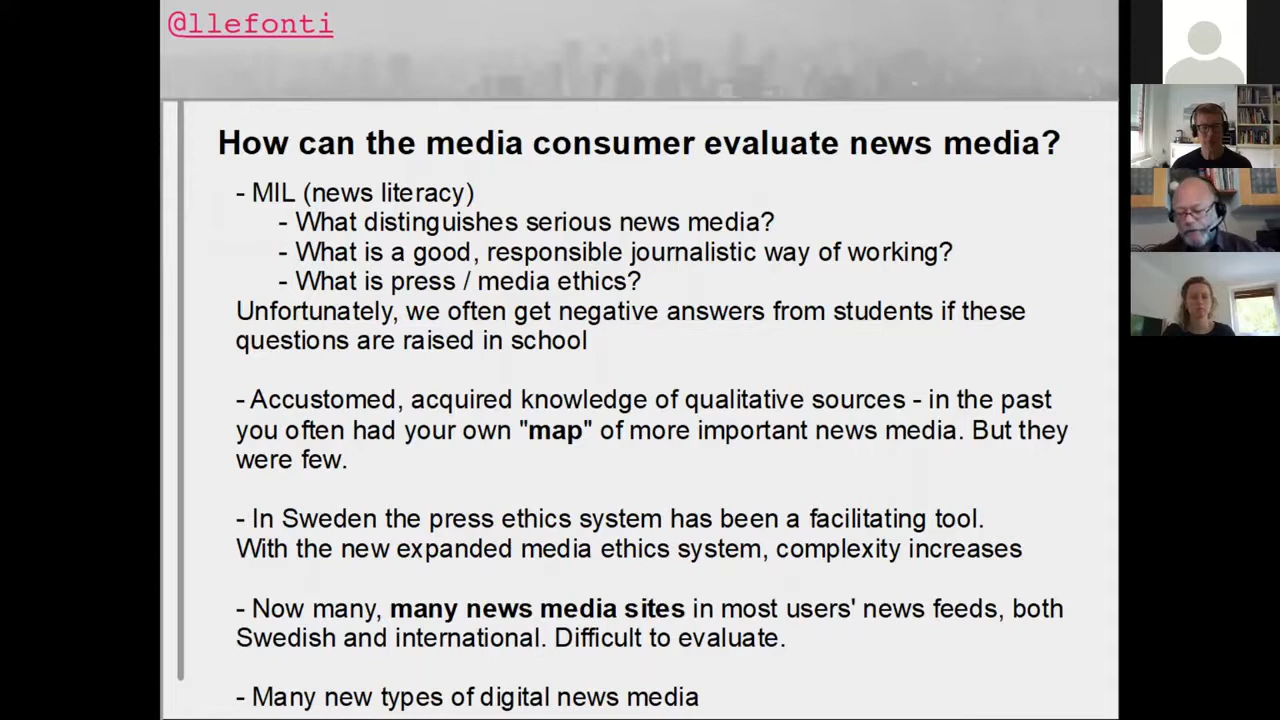 @llefonti
How can the media consumer evaluate news media?
- MIL (news literacy)
- What distinguishes serious news media?
- What is a good, responsible journalistic way of working?
- What is press / media ethics?
Unfortunately, we often get negative answers from students if these
questions are raised in school
- Accustomed, acquired knowledge of qualitative sources - in the past
you often had your own "map" of more important news media. But they
were few.
- In Sweden the press ethics system has been a facilitating tool.
With the new expanded media ethics system, complexity increases
- Now many, many news media sites in most users' news feeds, both
Swedish and international. Difficult to evaluate.
- Many new types of digital news media